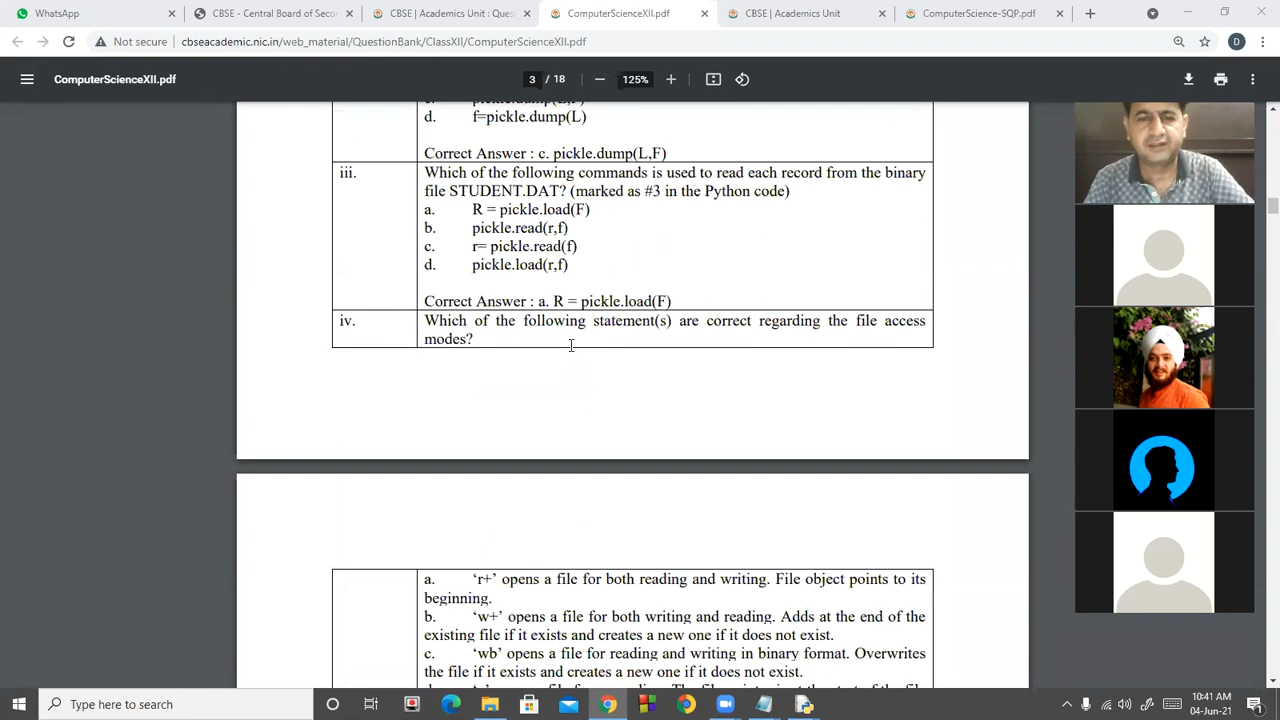 WhatsApp
CBSE - Central Board of Seco
CBSE | Academics Unit : Ques
ComputerScienceXII.pdf
CBSE | Academics Unit
ComputerScience-SQP.pdf
Not secure
cbseacademic.nic.in/web_material/QuestionBank/ClassXII/ComputerScienceXII.pdf
D
ComputerScienceXII.pdf
3 / 18
125%
d. f=pickle.dump(L)
Correct Answer : c. pickle.dump(L,F)
iii. Which of the following commands is used to read each record from the binary
file STUDENT.DAT? (marked as #3 in the Python code)
a. R = pickle.load(F)
b. pickle.read(r,f)
c. r= pickle.read(f)
d. pickle.load(r,f)
Correct Answer : a. R = pickle.load(F)
iv. Which of the following statement(s) are correct regarding the file access
modes?
a. ‘r+’ opens a file for both reading and writing. File object points to its
beginning.
b. ‘w+’ opens a file for both writing and reading. Adds at the end of the
existing file if it exists and creates a new one if it does not exist.
c. ‘wb’ opens a file for reading and writing in binary format. Overwrites
the file if it exists and creates a new one if it does not exist.
Type here to search
10:41 AM
04-Jun-21